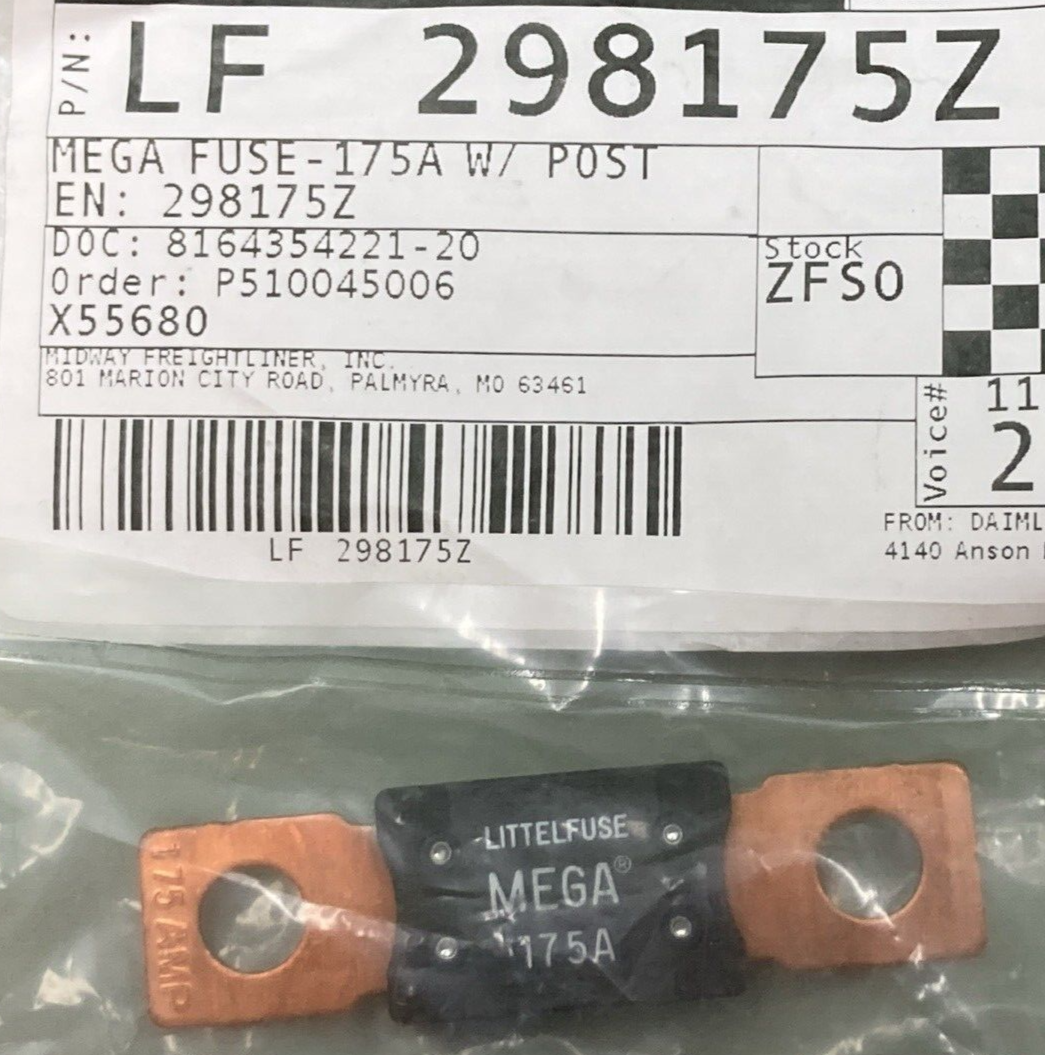 P/N: LF 298175Z
MEGA FUSE-175A W/ POST
EN: 298175Z
DOC: 8164354221-20
Order: P510045006
X55680
Stock
ZFSO
MIDWAY FREIGHTLINER, INC.
801 MARION CITY ROAD, PALMYRA, MO 63461
Voice# 11
2
LF 298175Z
FROM: DAIML
4140 Anson
LITTELFUSE
MEGA®
175A
175 AMP